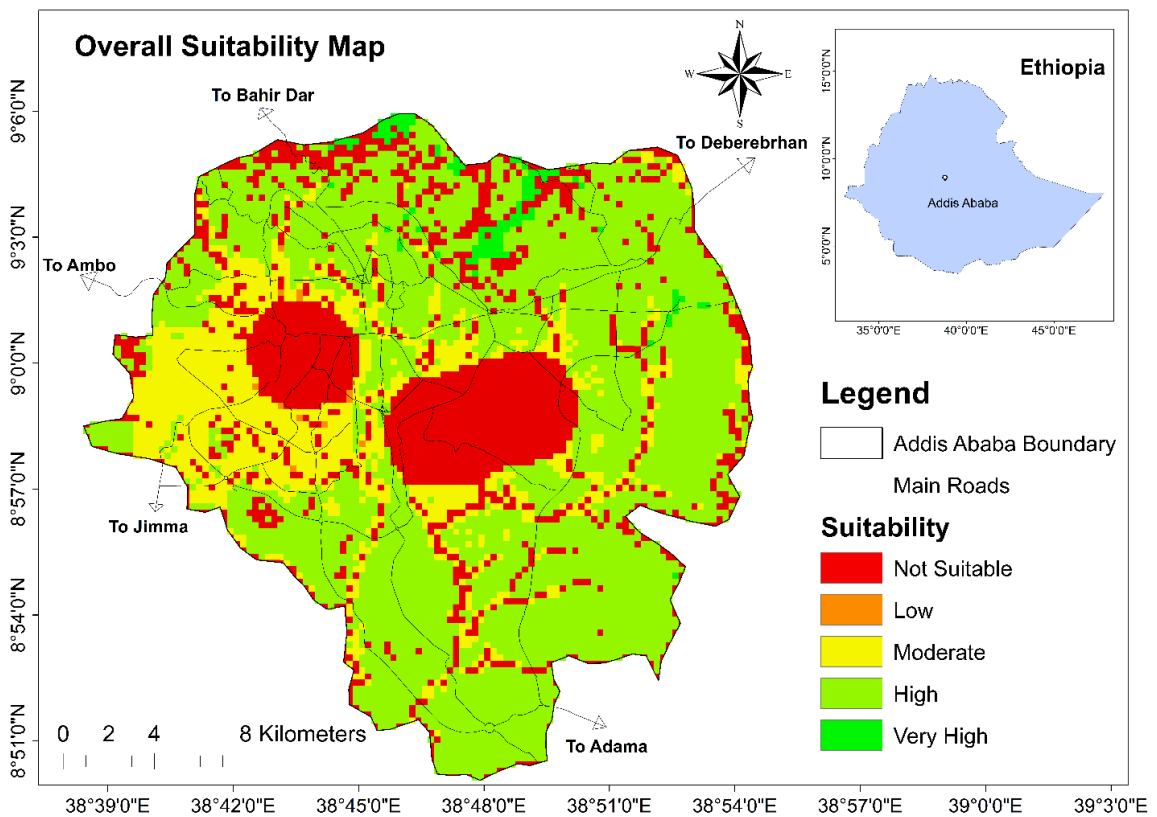 Overall Suitability Map
N
W
E
S
To Bahir Dar
To Deberebrhan
To Ambo
To Jimma
To Adama
9°6'0"N
9°3'0"N
9°0'0"N
8°57'0"N
8°54'0"N
8°51'0"N
0 2 4 8 Kilometers
38°39'0"E 38°42'0"E 38°45'0"E 38°48'0"E 38°51'0"E 38°54'0"E 38°57'0"E 39°0'0"E 39°3'0"E
Ethiopia
Addis Ababa
15°0'0"N
10°0'0"N
5°0'0"N
35°0'0"E 40°0'0"E 45°0'0"E
Legend
Addis Ababa Boundary
Main Roads
Suitability
Not Suitable
Low
Moderate
High
Very High